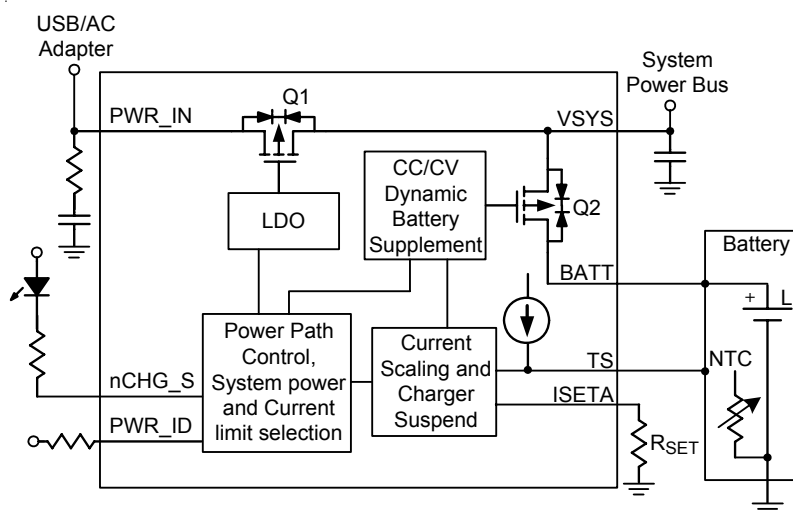 USB/AC
Adapter
System
Power Bus
PWR_IN
Q1
VSYS
CC/CV
Dynamic
Battery
Supplement
Q2
LDO
Battery
BATT
+
L
Power Path
Control,
System power
and Current
limit selection
Current
Scaling and
Charger
Suspend
TS
NTC
nCHG_S
ISETA
PWR_ID
RSET